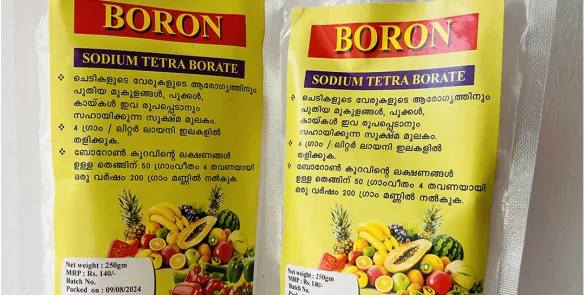 BORON
SODIUM TETRA BORATE
❖ ചെടികളുടെ വേരുകളുടെ ആരോഗ്യത്തിനും
പുതിയ മുകുളങ്ങൾ, പൂക്കൾ,
കായ്കൾ ഇവ രൂപപ്പെടാനും
സഹായിക്കുന്ന സൂക്ഷ്മ മൂലകം.
❖ 4 ഗ്രാം / ലിറ്റർ ലായനി ഇലകളിൽ
തളിക്കുക.
❖ ബോറോൺ കുറവിന്റെ ലക്ഷണങ്ങൾ
ഉള്ള തെങ്ങിന് 50 ഗ്രാംവീതം 4 തവണയായി
ഒരു വർഷം 200 ഗ്രാം മണ്ണിൽ നൽകുക.
Net weight : 250gm
MRP : Rs. 140/-
Batch No.
Packed on : 09/08/2024
BORON
SODIUM TETRA BORATE
❖ ചെടികളുടെ വേരുകളുടെ ആരോഗ്യത്തിനും
പുതിയ മുകുളങ്ങൾ, പൂക്കൾ,
കായ്കൾ ഇവ രൂപപ്പെടാനും
സഹായിക്കുന്ന സൂക്ഷ്മ മൂലകം.
❖ 4 ഗ്രാം / ലിറ്റർ ലായനി ഇലകളിൽ
തളിക്കുക.
❖ ബോറോൺ കുറവിന്റെ ലക്ഷണങ്ങൾ
ഉള്ള തെങ്ങിന് 50 ഗ്രാംവീതം 4 തവണയായി
ഒരു വർഷം 200 ഗ്രാം മണ്ണിൽ നൽകുക.
Net weight : 250gm
MRP : Rs. 140/-
Batch No.